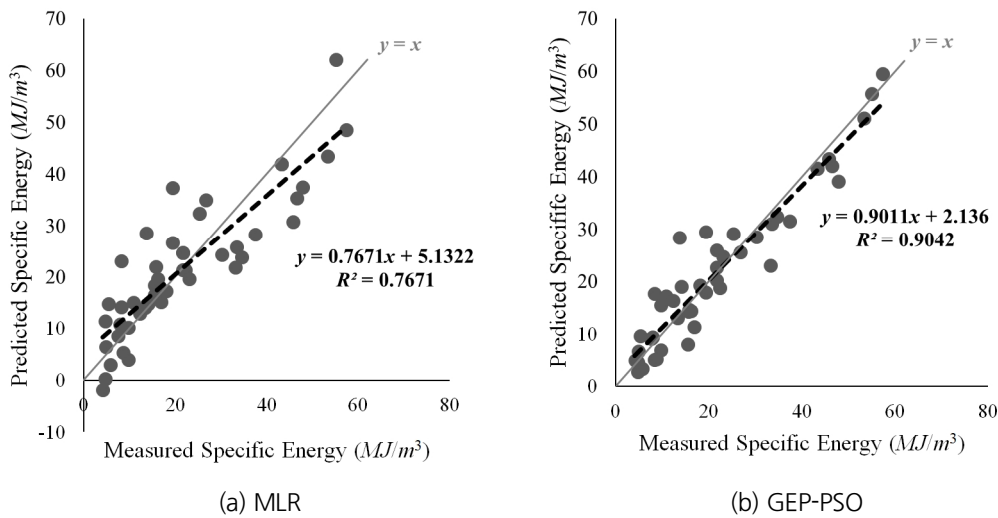 70
60
50
40
30
20
10
0
-10
0
20
40
60
80
Predicted Specific Energy (MJ/m³)
Measured Specific Energy (MJ/m³)
y = x
y = 0.7671x + 5.1322
R² = 0.7671
(a) MLR
70
60
50
40
30
20
10
0
0
20
40
60
80
Predicted Speciffic Energy (MJ/m³)
Measured Specific Energy (MJ/m³)
y = x
y = 0.9011x + 2.136
R² = 0.9042
(b) GEP-PSO